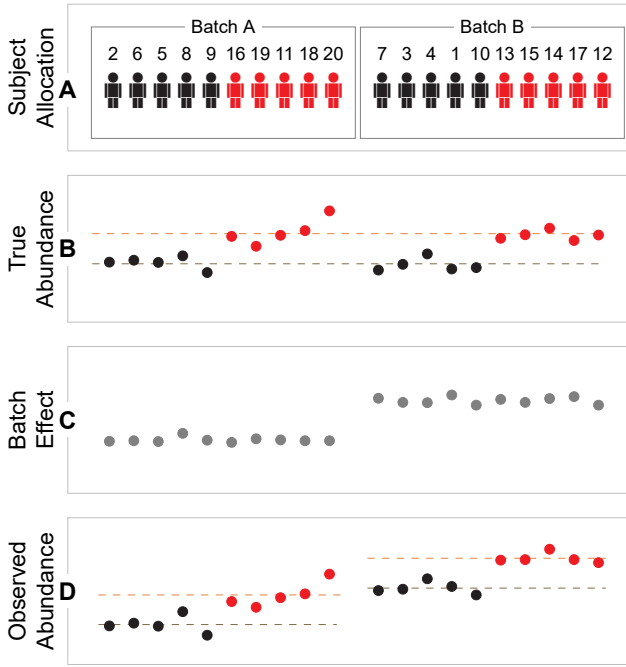 Batch A
Batch B
2 6 5 8 9 16 19 11 18 20
7 3 4 1 10 13 15 14 17 12
Subject
Allocation
A
True
Abundance
B
Batch
Effect
C
Observed
Abundance
D